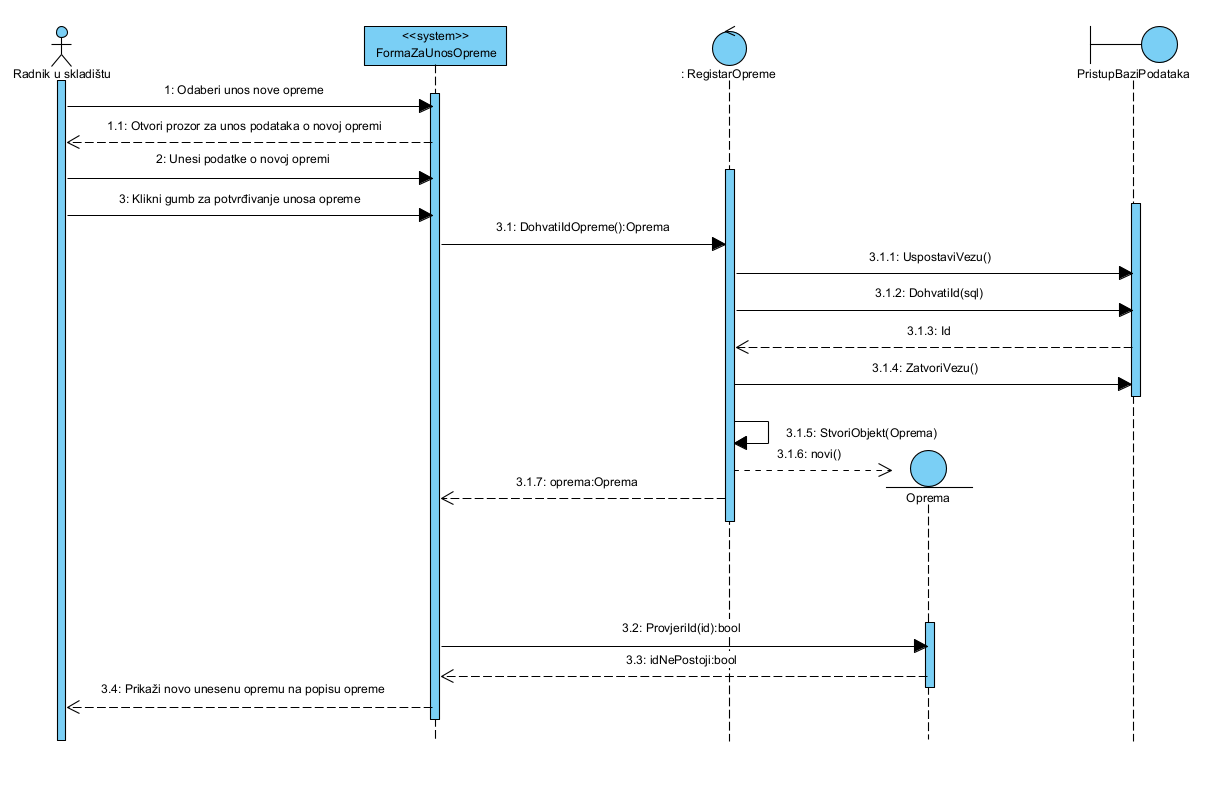 <<system>>
FormaZaUnosOpreme
Radnik u skladištu
: RegistarOpreme
PristupBaziPodataka
1: Odaberi unos nove opreme
1.1: Otvori prozor za unos podataka o novoj opremi
2: Unesi podatke o novoj opremi
3: Klikni gumb za potvrđivanje unosa opreme
3.1: DohvatiIdOpreme():Oprema
3.1.1: UspostaviVezu()
3.1.2: DohvatiId(sql)
3.1.3: Id
3.1.4: ZatvoriVezu()
3.1.5: StvoriObjekt(Oprema)
3.1.6: novi()
3.1.7: oprema:Oprema
Oprema
3.2: ProvjeriId(id):bool
3.3: idNePostoji:bool
3.4: Prikaži novo unesenu opremu na popisu opreme